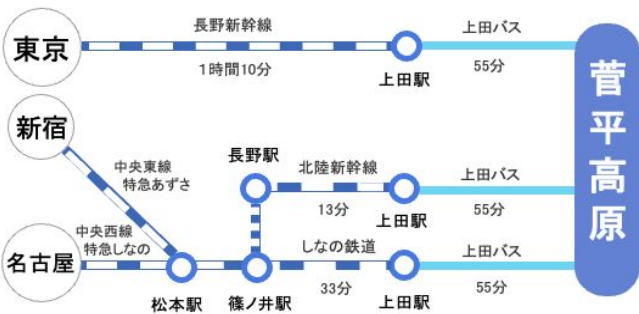 東京
長野新幹線
1時間10分
上田駅
上田バス
55分
菅平高原
新宿
中央東線
特急あずさ
長野駅
北陸新幹線
13分
上田駅
上田バス
55分
名古屋
中央西線
特急しなの
松本駅
篠ノ井駅
しなの鉄道
33分
上田駅
上田バス
55分